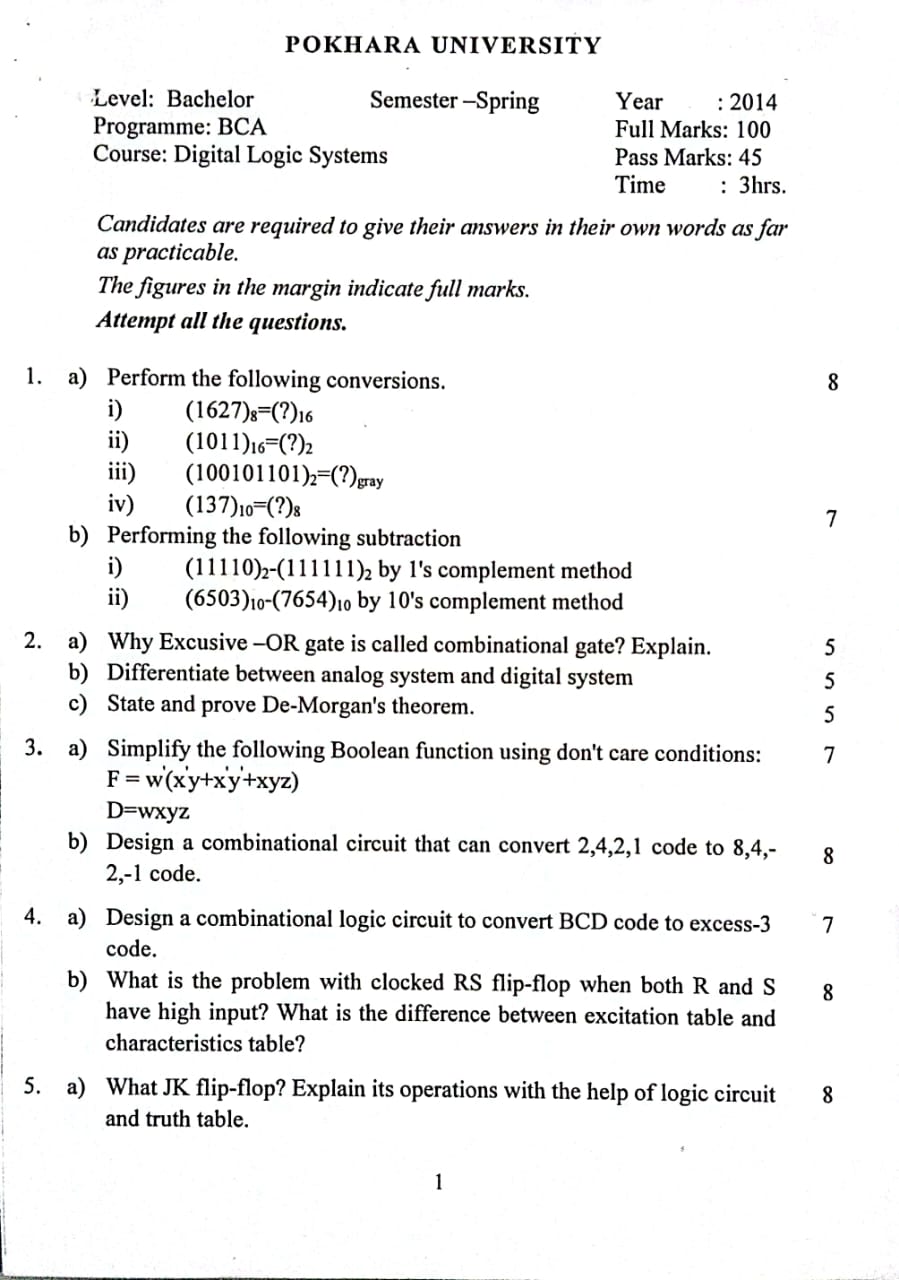 POKHARA UNIVERSITY
Level: Bachelor Semester –Spring Year : 2014
Programme: BCA Full Marks: 100
Course: Digital Logic Systems Pass Marks: 45
Time : 3hrs.
Candidates are required to give their answers in their own words as far
as practicable.
The figures in the margin indicate full marks.
Attempt all the questions.
1. a) Perform the following conversions. 8
i) (1627)₈=(?)₁₆
ii) (1011)₁₆=(?)₂
iii) (100101101)₂=(?)gray
iv) (137)₁₀=(?)₈
7
b) Performing the following subtraction
i) (11110)₂-(111111)₂ by 1's complement method
ii) (6503)₁₀-(7654)₁₀ by 10's complement method
2. a) Why Excusive –OR gate is called combinational gate? Explain. 5
b) Differentiate between analog system and digital system 5
c) State and prove De-Morgan's theorem. 5
3. a) Simplify the following Boolean function using don't care conditions: 7
F = w'(x'y+x'y'+xyz)
D=wxyz
b) Design a combinational circuit that can convert 2,4,2,1 code to 8,4,- 8
2,-1 code.
4. a) Design a combinational logic circuit to convert BCD code to excess-3 7
code.
b) What is the problem with clocked RS flip-flop when both R and S 8
have high input? What is the difference between excitation table and
characteristics table?
5. a) What JK flip-flop? Explain its operations with the help of logic circuit 8
and truth table.
1